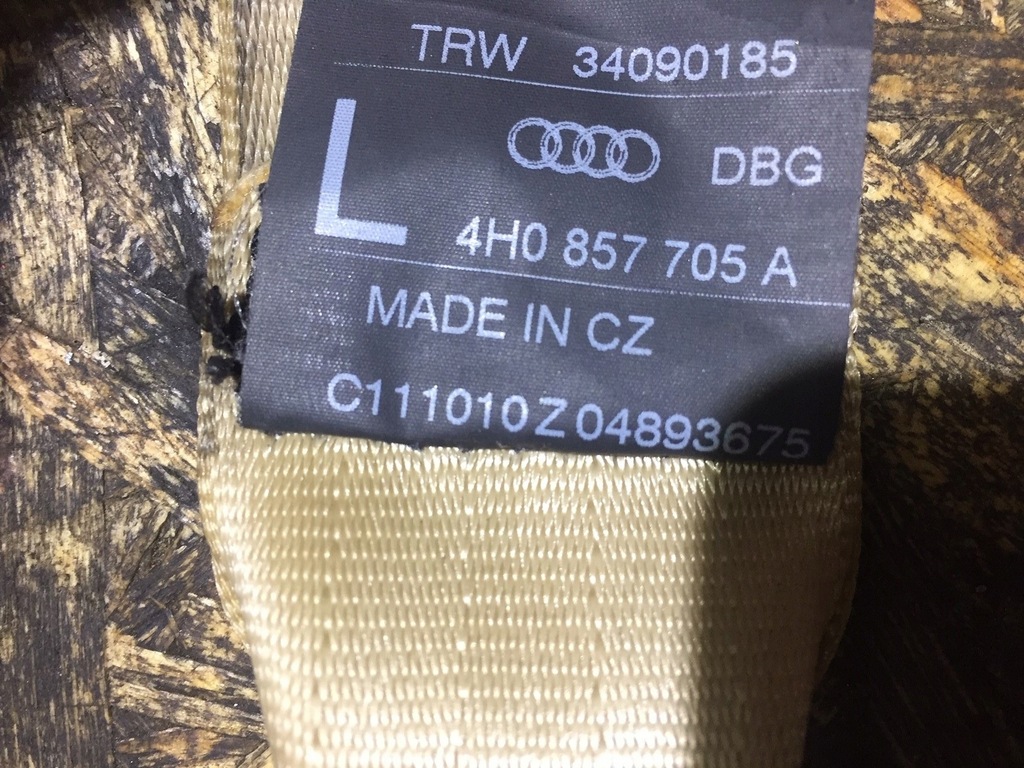 TRW 34090185
L
DBG
4H0 857 705 A
MADE IN CZ
C111010Z04893675